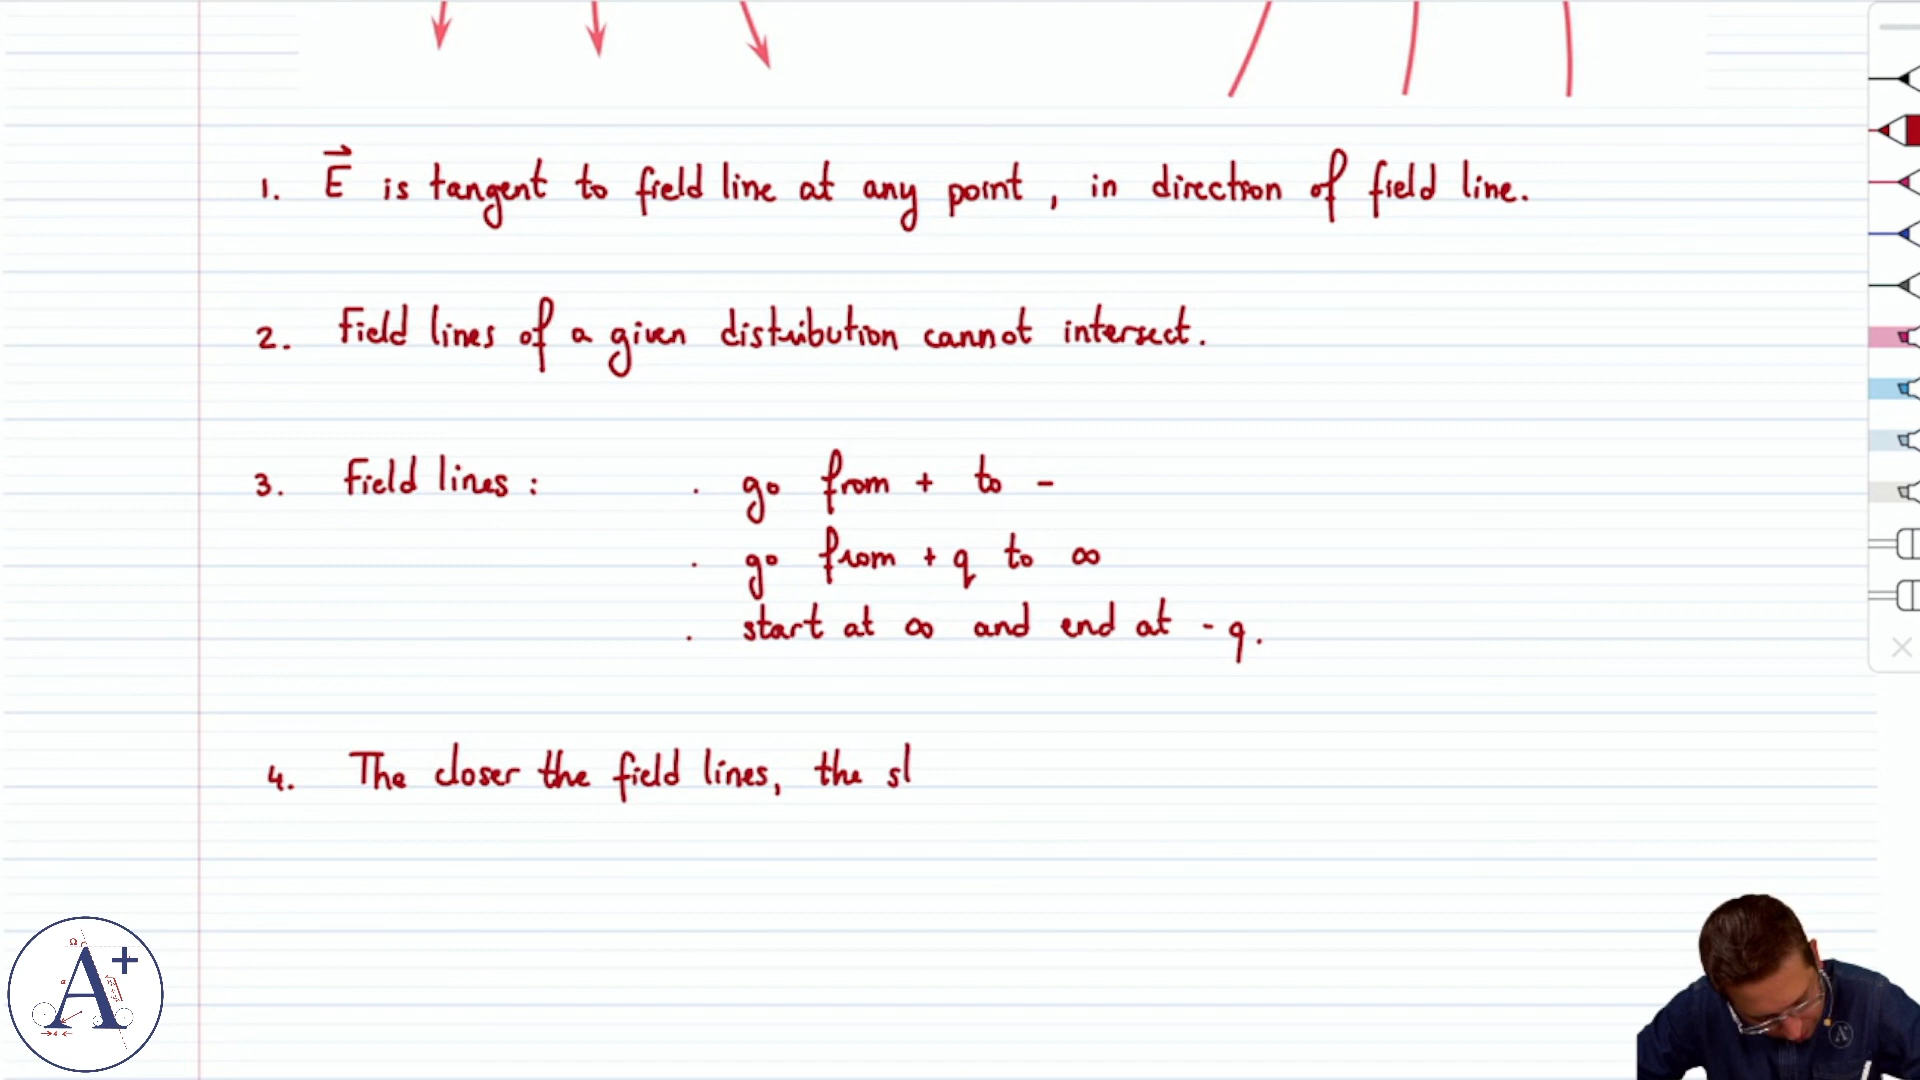 1. E⃗ is tangent to field line at any point, in direction of field line.
2. Field lines of a given distribution cannot intersect.
3. Field lines : . go from + to -
. go from + q to ∞
. start at ∞ and end at - q.
4. The closer the field lines, the sl
A+